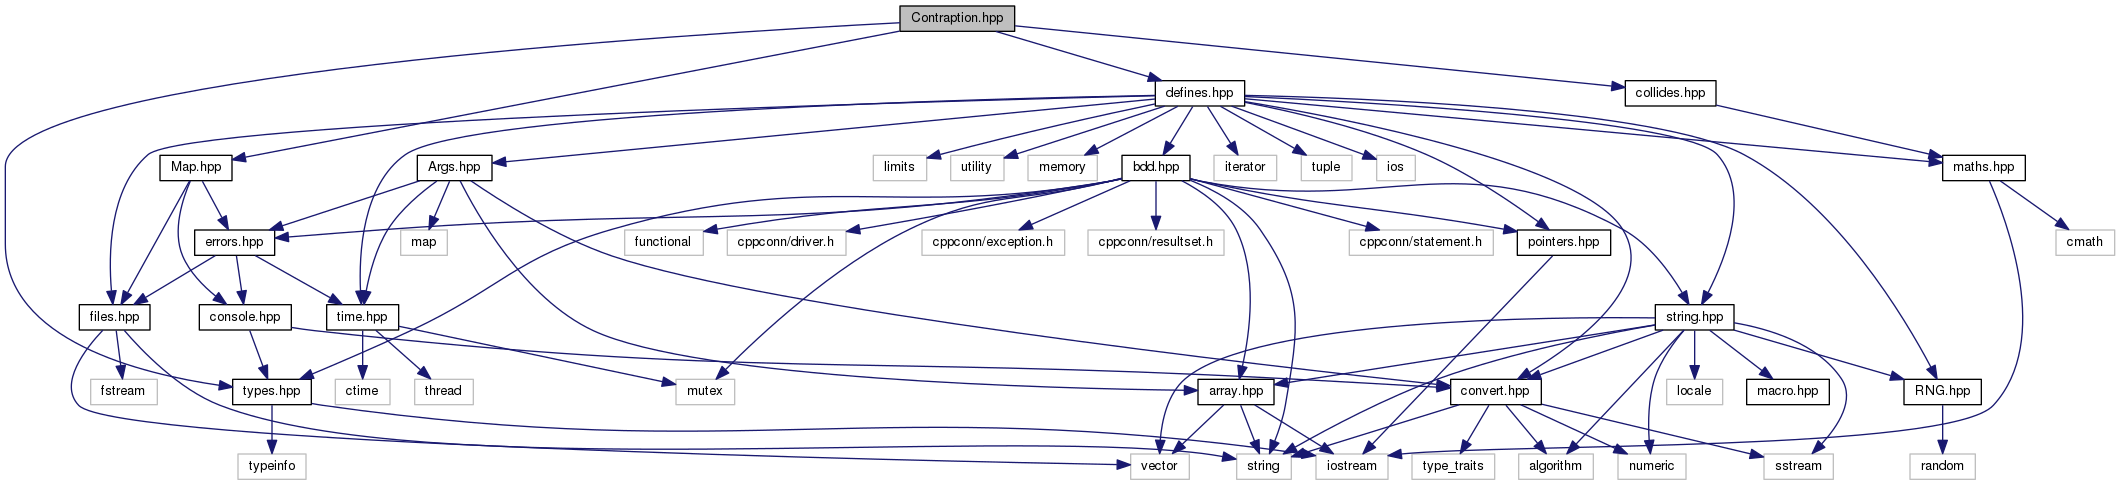 Contraption.hpp
defines.hpp
collides.hpp
Map.hpp
Args.hpp
limits
utility
memory
bdd.hpp
iterator
tuple
ios
maths.hpp
errors.hpp
map
functional
cppconn/driver.h
cppconn/exception.h
cppconn/resultset.h
cppconn/statement.h
pointers.hpp
cmath
files.hpp
console.hpp
time.hpp
string.hpp
fstream
types.hpp
ctime
thread
mutex
array.hpp
convert.hpp
locale
macro.hpp
RNG.hpp
typeinfo
vector
string
iostream
type_traits
algorithm
numeric
sstream
random